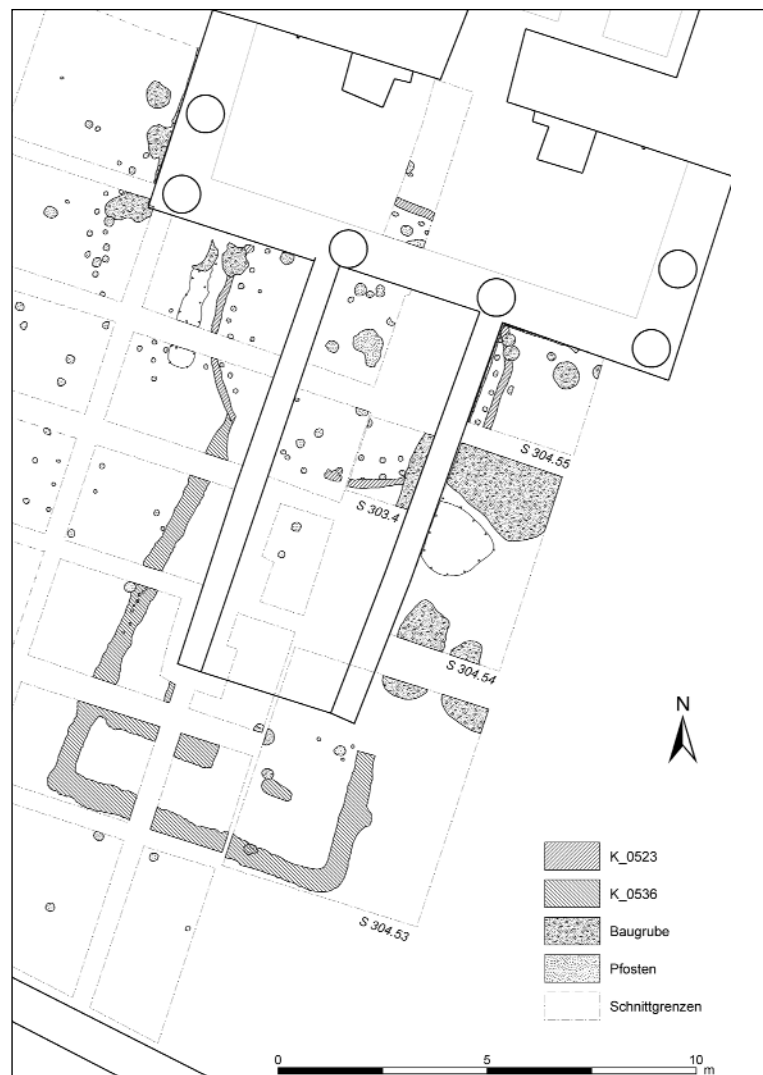 S 304.55
S 303.4
S 304.54
N
K_0523
K_0536
Baugrube
Pfosten
S 304.53
Schnittgrenzen
0 5 10
m